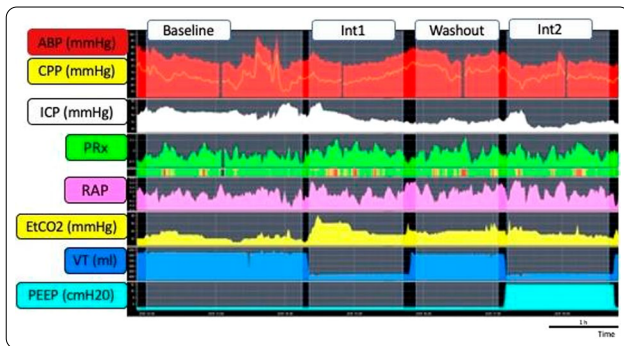 Baseline
Int1
Washout
Int2
ABP (mmHg)
CPP (mmHg)
ICP (mmHg)
PRx
RAP
EtCO2 (mmHg)
VT (ml)
PEEP (cmH20)
1 h
Time